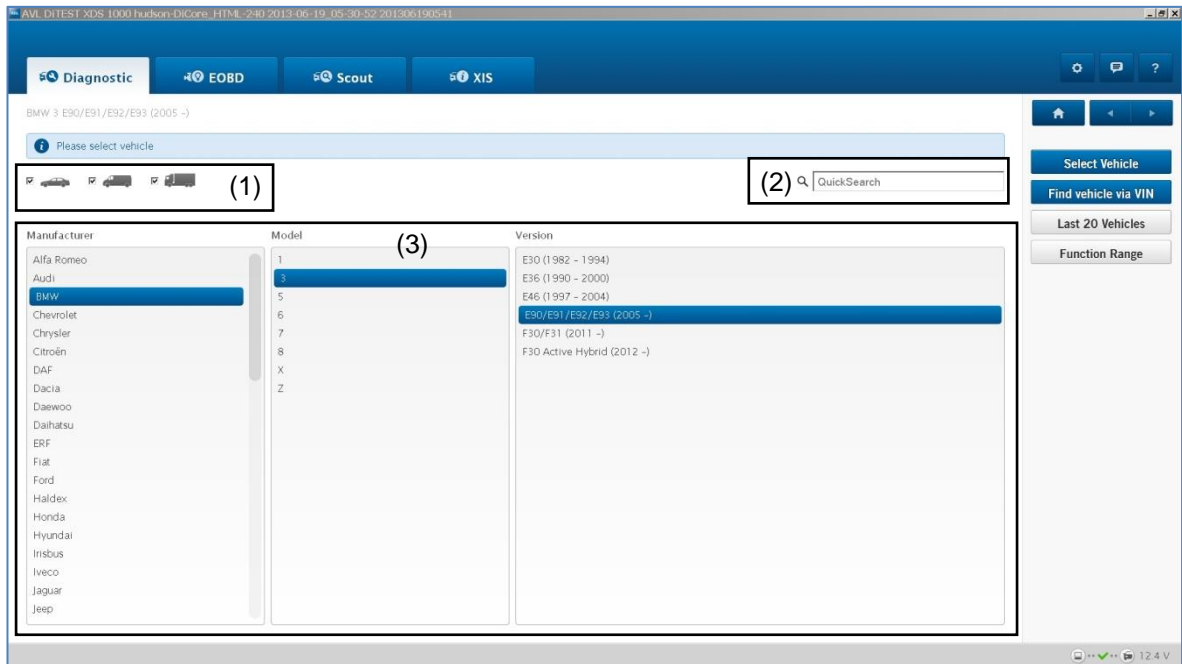 AVL DITEST XDS 1000 hudson-DiCore_HTML-240 2013-06-19_05-30-52 201306190541
Diagnostic
EOBD
Scout
XIS
?
BMW 3 E90/E91/E92/E93 (2005 -)
Please select vehicle
(1)
(2)
QuickSearch
Select Vehicle
Find vehicle via VIN
Last 20 Vehicles
Function Range
(3)
Manufacturer
Alfa Romeo
Audi
BMW
Chevrolet
Chrysler
Citroën
DAF
Dacia
Daewoo
Daihatsu
ERF
Fiat
Ford
Haldex
Honda
Hyundai
Irisbus
Iveco
Jaguar
Jeep
Model
1
3
5
6
7
8
X
Z
Version
E30 (1982 - 1994)
E36 (1990 - 2000)
E46 (1997 - 2004)
E90/E91/E92/E93 (2005 -)
F30/F31 (2011 -)
F30 Active Hybrid (2012 -)
12.4 V